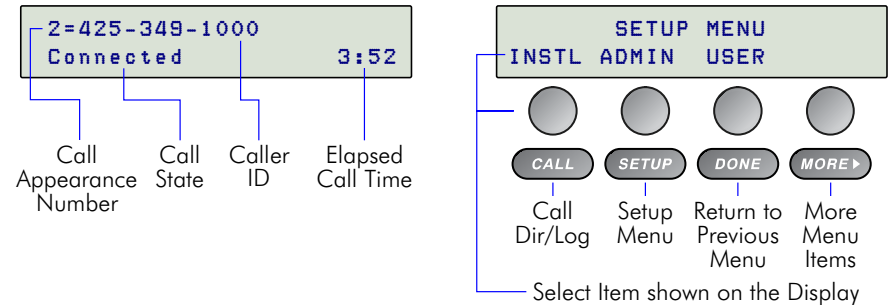 2=425-349-1000
Connected 3:52
Call Appearance Number
Call State
Caller ID
Elapsed Call Time
SETUP MENU
INSTL ADMIN USER
CALL SETUP DONE MORE
Call Dir/Log
Setup Menu
Return to Previous Menu
More Menu Items
Select Item shown on the Display